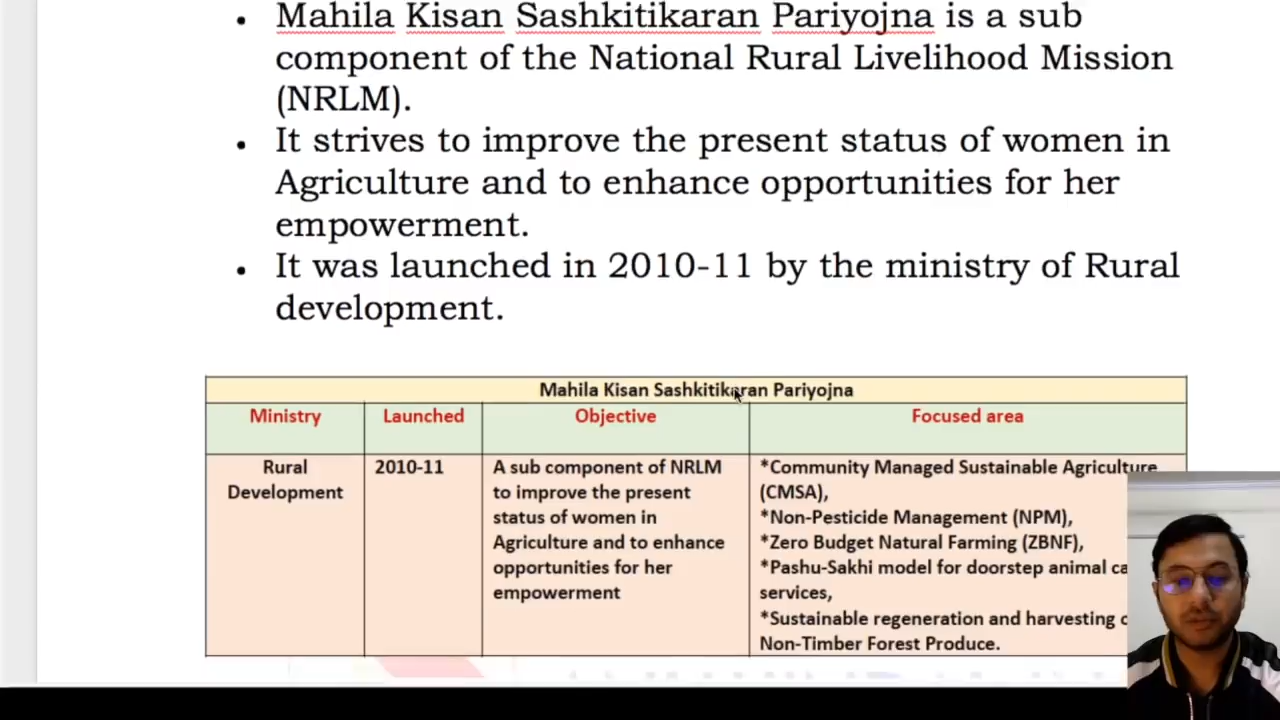 Mahila Kisan Sashkitikaran Pariyojna is a sub
component of the National Rural Livelihood Mission
(NRLM).
It strives to improve the present status of women in
Agriculture and to enhance opportunities for her
empowerment.
It was launched in 2010-11 by the ministry of Rural
development.
Mahila Kisan Sashkitikaran Pariyojna
Ministry
Launched
Objective
Focused area
Rural
Development
2010-11
A sub component of NRLM
to improve the present
status of women in
Agriculture and to enhance
opportunities for her
empowerment
*Community Managed Sustainable Agriculture
(CMSA),
*Non-Pesticide Management (NPM),
*Zero Budget Natural Farming (ZBNF),
*Pashu-Sakhi model for doorstep animal
services,
*Sustainable regeneration and harvesting
Non-Timber Forest Produce.